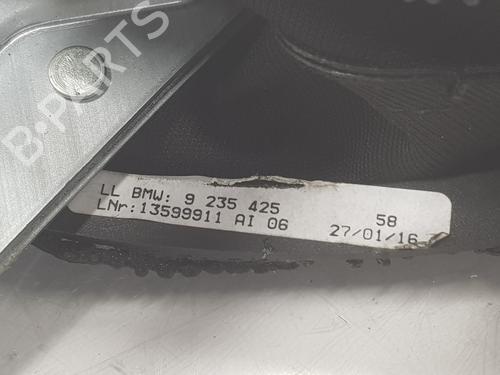 B-PARTS
LL BMW: 9 235 425
58
LNr:13599911 AI 06
27/01/16